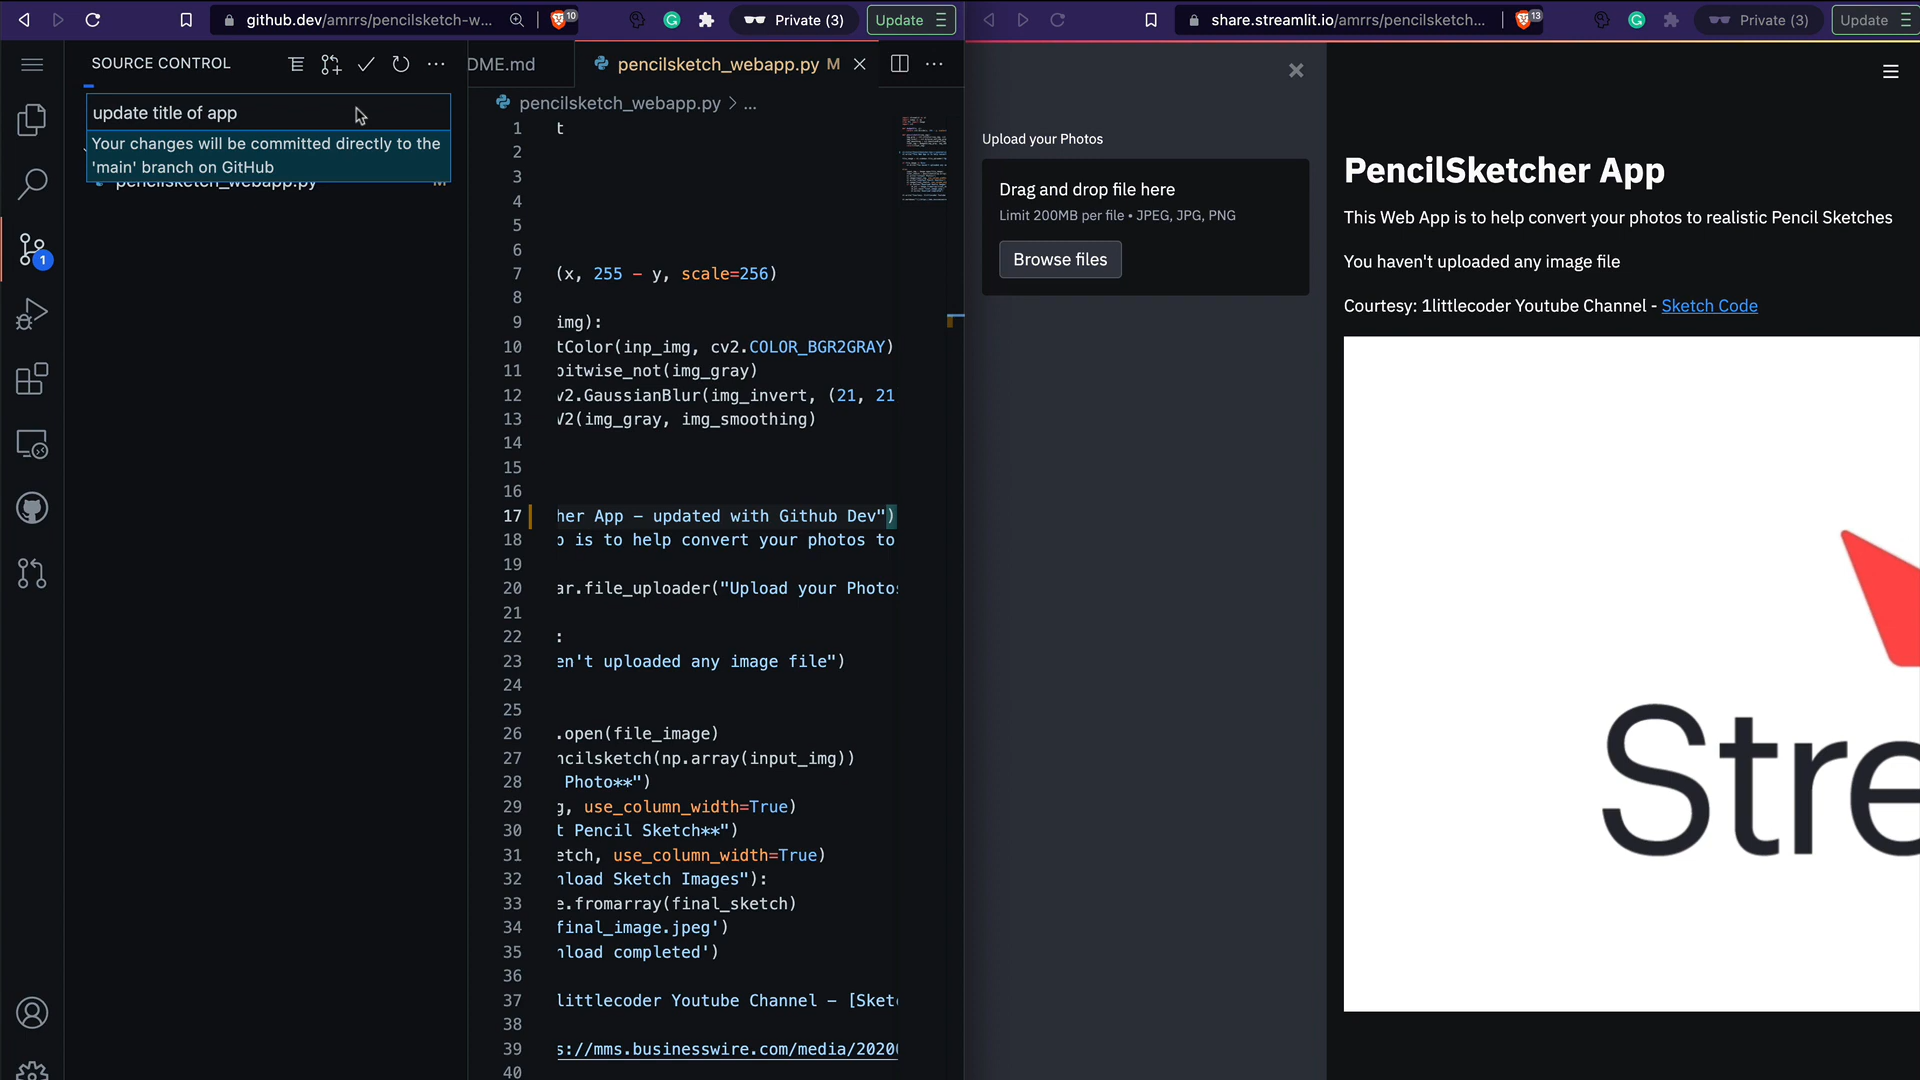 github.dev/amrrs/pencilsketch-w...
10
Private (3)
Update
share.streamlit.io/amrrs/pencilsketch...
13
Private (3)
Update
SOURCE CONTROL
DME.md
pencilsketch_webapp.py M
pencilsketch_webapp.py > ...
update title of app
Your changes will be committed directly to the
'main' branch on GitHub
pencilsketch_webapp.py
M
1
1 t
2
3
4
5
6
7 (x, 255 - y, scale=256)
8
9 img):
10 tColor(inp_img, cv2.COLOR_BGR2GRAY)
11 bitwise_not(img_gray)
12 v2.GaussianBlur(img_invert, (21, 21
13 V2(img_gray, img_smoothing)
14
15
16
17 her App - updated with Github Dev")
18 p is to help convert your photos to
19
20 ar.file_uploader("Upload your Photos
21
22 :
23 en't uploaded any image file")
24
25
26 .open(file_image)
27 ncilsketch(np.array(input_img))
28 Photo**")
29 g, use_column_width=True)
30 t Pencil Sketch**")
31 etch, use_column_width=True)
32 nload Sketch Images"):
33 e.fromarray(final_sketch)
34 final_image.jpeg')
35 nload completed')
36
37 littlecoder Youtube Channel - [Sketc
38
39 s://mms.businesswire.com/media/2020
40
Upload your Photos
Drag and drop file here
Limit 200MB per file • JPEG, JPG, PNG
Browse files
PencilSketcher App
This Web App is to help convert your photos to realistic Pencil Sketches
You haven't uploaded any image file
Courtesy: 1littlecoder Youtube Channel - Sketch Code
Stre